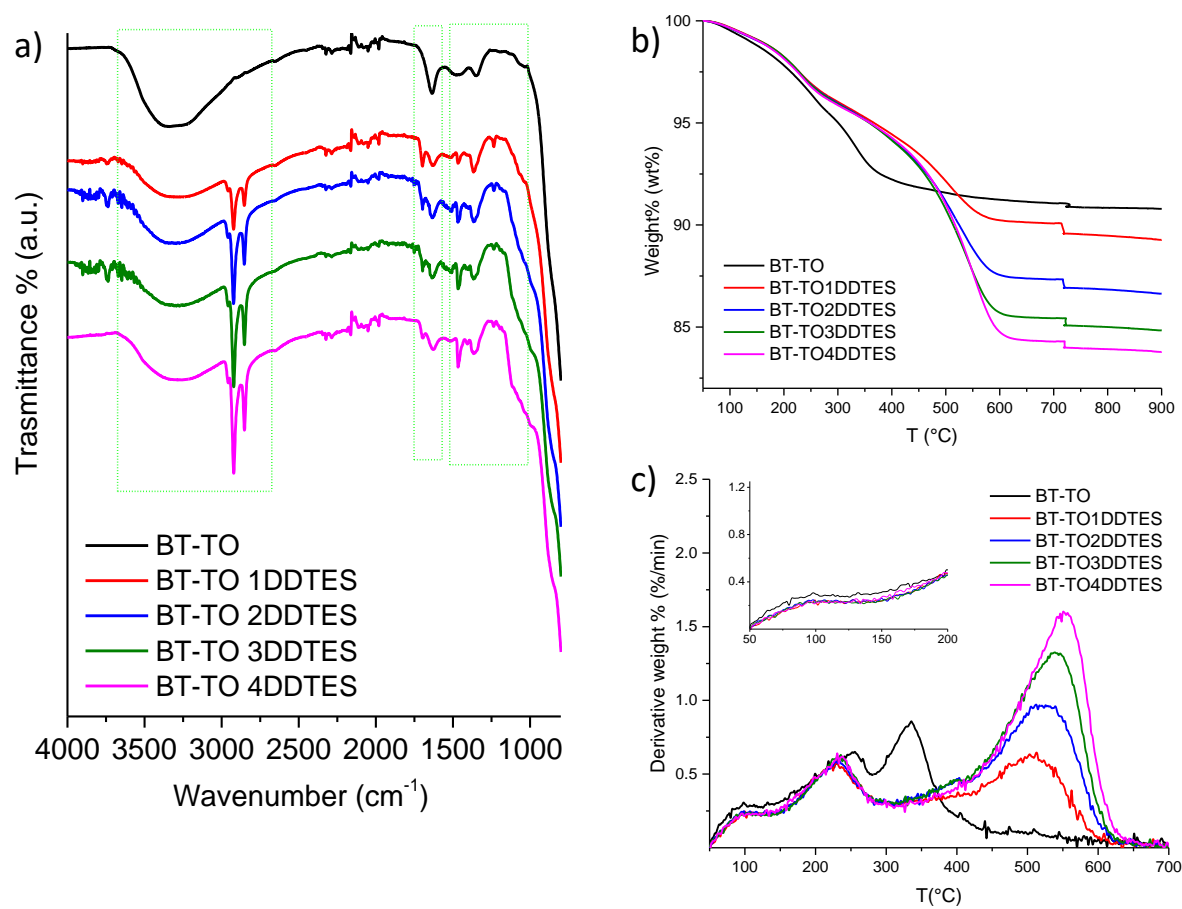 a)
Trasmittance % (a.u.)
BT-TO
BT-TO 1DDTES
BT-TO 2DDTES
BT-TO 3DDTES
BT-TO 4DDTES
4000 3500 3000 2500 2000 1500 1000
Wavenumber (cm-1)
b)
100
95
90
85
Weight% (wt%)
BT-TO
BT-TO1DDTES
BT-TO2DDTES
BT-TO3DDTES
BT-TO4DDTES
100 200 300 400 500 600 700 800 900
T (°C)
c)
2.5
2.0
1.5
1.0
0.5
Derivative weight % (%/min)
1.2
0.8
0.4
50 100 150 200
BT-TO
BT-TO1DDTES
BT-TO2DDTES
BT-TO3DDTES
BT-TO4DDTES
100 200 300 400 500 600 700
T(°C)